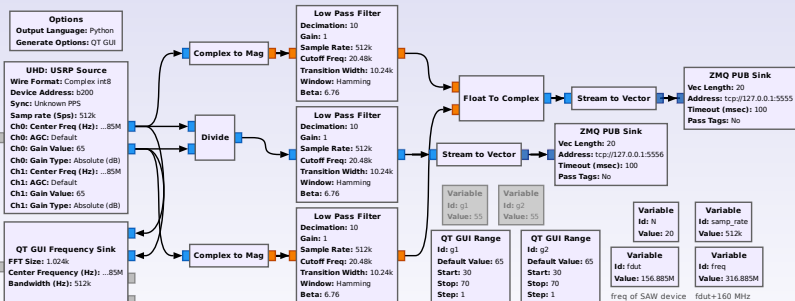 Options
Output Language: Python
Generate Options: QT GUI
UHD: USRP Source
Wire Format: Complex int8
Device Address: b200
Sync: Unknown PPS
Samp rate (Sps): 512k
Ch0: Center Freq (Hz): ...85M
Ch0: AGC: Default
Ch0: Gain Value: 65
Ch0: Gain Type: Absolute (dB)
Ch1: Center Freq (Hz): ...85M
Ch1: AGC: Default
Ch1: Gain Value: 65
Ch1: Gain Type: Absolute (dB)
QT GUI Frequency Sink
FFT Size: 1.024k
Center Frequency (Hz): ...85M
Bandwidth (Hz): 512k
Complex to Mag
Divide
Complex to Mag
Low Pass Filter
Decimation: 10
Gain: 1
Sample Rate: 512k
Cutoff Freq: 20.48k
Transition Width: 10.24k
Window: Hamming
Beta: 6.76
Low Pass Filter
Decimation: 10
Gain: 1
Sample Rate: 512k
Cutoff Freq: 20.48k
Transition Width: 10.24k
Window: Hamming
Beta: 6.76
Low Pass Filter
Decimation: 10
Gain: 1
Sample Rate: 512k
Cutoff Freq: 20.48k
Transition Width: 10.24k
Window: Hamming
Beta: 6.76
Float To Complex
Stream to Vector
ZMQ PUB Sink
Vec Length: 20
Address: tcp://127.0.0.1:5555
Timeout (msec): 100
Pass Tags: No
Stream to Vector
ZMQ PUB Sink
Vec Length: 20
Address: tcp://127.0.0.1:5556
Timeout (msec): 100
Pass Tags: No
Variable
Id: g1
Value: 55
Variable
Id: g2
Value: 55
QT GUI Range
Id: g1
Default Value: 65
Start: 30
Stop: 70
Step: 1
QT GUI Range
Id: g2
Default Value: 65
Start: 30
Stop: 70
Step: 1
Variable
Id: N
Value: 20
Variable
Id: samp_rate
Value: 512k
Variable
Id: fdut
Value: 156.885M
freq of SAW device
Variable
Id: freq
Value: 316.885M
fdut+160 MHz